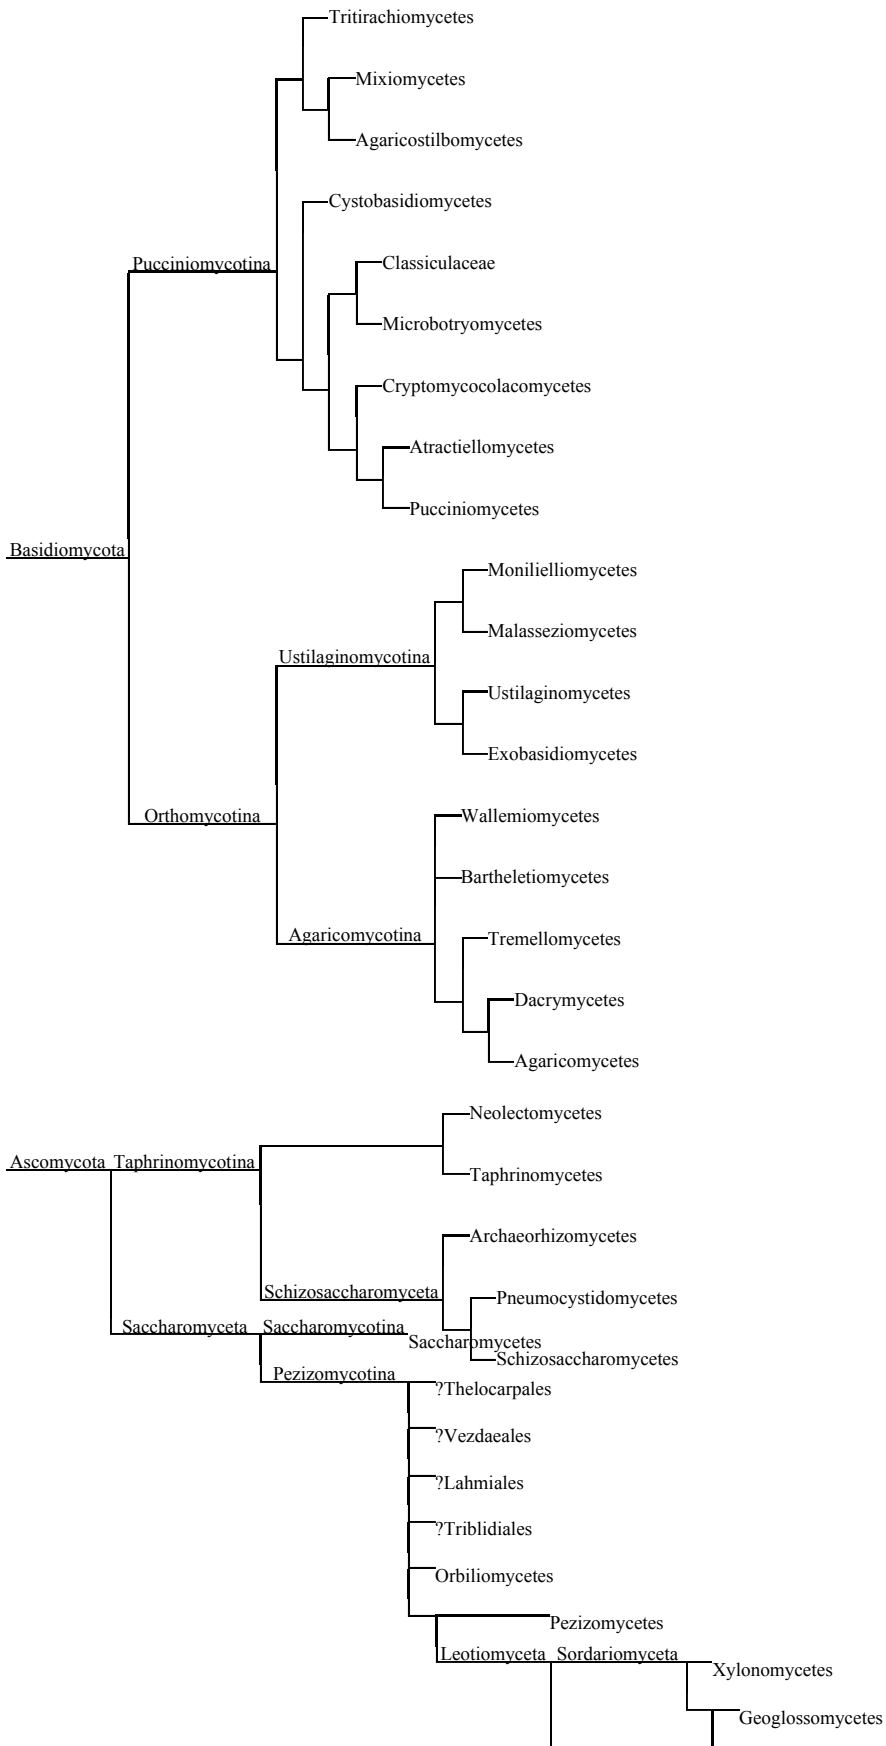 Tritirachiomycetes
Mixiomycetes
Agaricostilbomycetes
Cystobasidiomycetes
Pucciniomycotina
Classiculaceae
Microbotryomycetes
Cryptomycocolacomycetes
Atractiellomycetes
Pucciniomycetes
Basidiomycota
Monilielliomycetes
Malasseziomycetes
Ustilaginomycotina
Ustilaginomycetes
Exobasidiomycetes
Orthomycotina
Wallemiomycetes
Bartheletiomycetes
Agaricomycotina
Tremellomycetes
Dacrymycetes
Agaricomycetes
Neolectomycetes
Ascomycota Taphrinomycotina
Taphrinomycetes
Archaeorhizomycetes
Schizosaccharomyceta
Pneumocystidomycetes
Saccharomyceta Saccharomycotina
Saccharomycetes
Schizosaccharomycetes
Pezizomycotina
?Thelocarpales
?Vezdaeales
?Lahmiales
?Triblidiales
Orbiliomycetes
Pezizomycetes
Leotiomyceta Sordariomyceta
Xylonomycetes
Geoglossomycetes